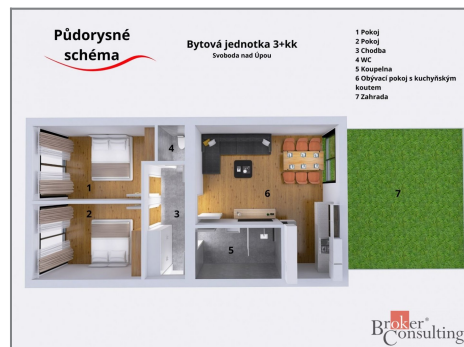 Půdorysné
schéma
Bytová jednotka 3+kk
Svoboda nad Úpou
1 Pokoj
2 Pokoj
3 Chodba
4 WC
5 Koupelna
6 Obývací pokoj s kuchyňským
koutem
7 Zahrada
4
1
2
3
6
5
7
Broker®
Consulting